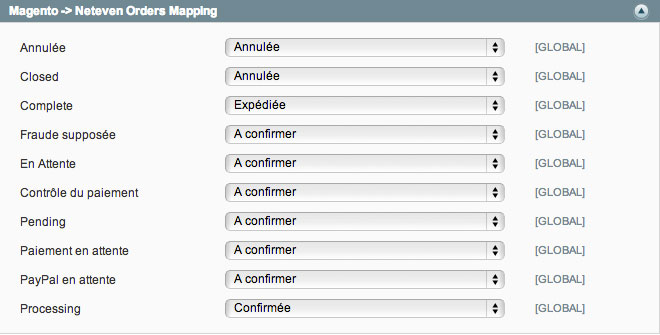 Magento -> Neteven Orders Mapping
Annulée Annulée [GLOBAL]
Closed Annulée [GLOBAL]
Complete Expédiée [GLOBAL]
Fraude supposée A confirmer [GLOBAL]
En Attente A confirmer [GLOBAL]
Contrôle du paiement A confirmer [GLOBAL]
Pending A confirmer [GLOBAL]
Paiement en attente A confirmer [GLOBAL]
PayPal en attente A confirmer [GLOBAL]
Processing Confirmée [GLOBAL]